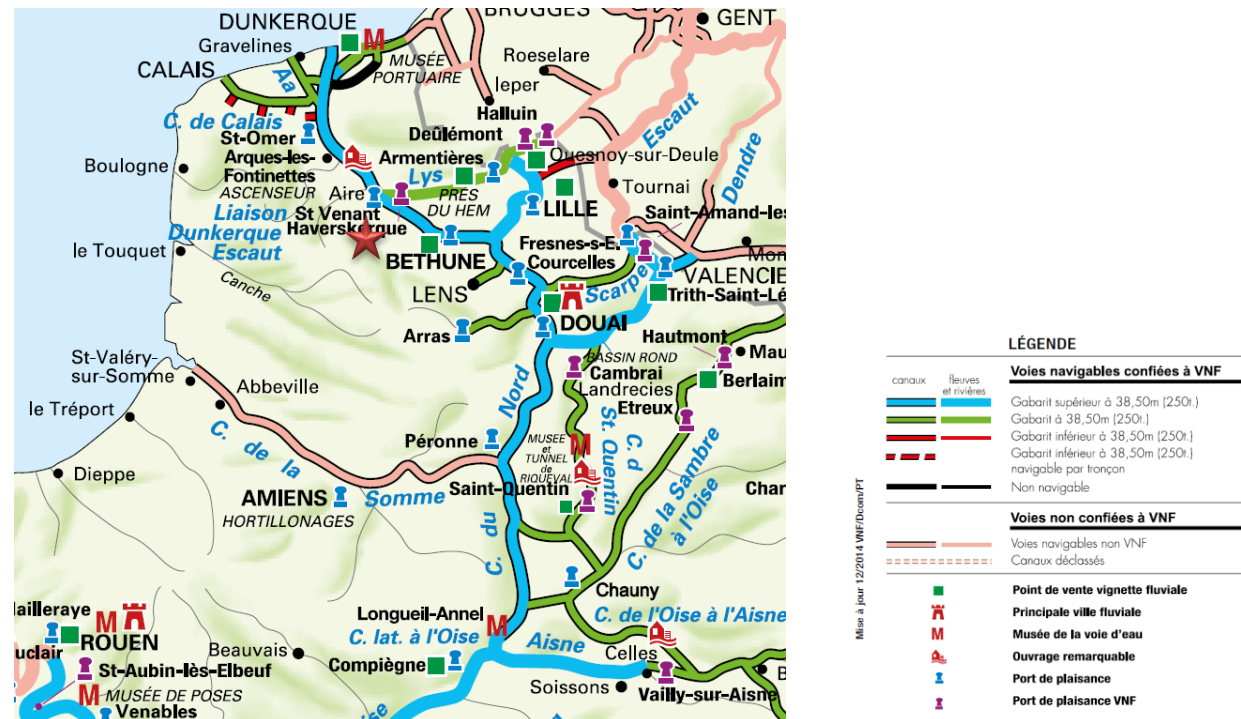 DUNKERQUE
BRUGGES
GENT
Gravelines
CALAIS
Aa
MUSÉE
PORTUAIRE
Roeselare
Ieper
C. de Calais
St-Omer
Halluin
Deûlémont
Escaut
Dendre
Boulogne
Arques-les-
Fontinettes
ASCENSEUR
Armentières
Quesnoy-sur-Deule
Aire
Lys
PRÉS
DU HEM
LILLE
Tournai
Liaison
Dunkerque
Escaut
St Venant
Haverskerque
Saint-Amand-les
le Touquet
BETHUNE
Fresnes-s-E.
Courcelles
Mon
VALENCIE
Canche
LENS
Scarpe
Trith-Saint-Lé
Arras
DOUAI
Hautmont
Mau
St-Valéry-
sur-Somme
Abbeville
BASSIN ROND
Cambrai
Landrecies
Berlaim
le Tréport
Nord
Etreux
C. de la
Somme
Péronne
MUSEE
et
TUNNEL
de
RIQUEVAL
C. d
St. Quentin
Dieppe
AMIENS
HORTILLONAGES
Saint-Quentin
Char
C. de la Sambre
à l'Oise
C. du
Chauny
ailleraye
ROUEN
uclair
Longueil-Annel
C. lat. à l'Oise
C. de l'Oise à l'Aisne
Beauvais
Compiègne
Aisne
Celles
St-Aubin-lès-Elbeuf
MUSÉE DE POSES
Venables
Soissons
Vailly-sur-Aisne
B
ise
LÉGENDE
canaux
fleuves
et rivières
Voies navigables confiées à VNF
Gabarit supérieur à 38,50m (250t.)
Gabarit à 38,50m (250t.)
Gabarit inférieur à 38,50m (250t.)
Gabarit inférieur à 38,50m (250t.)
navigable par tronçon
Non navigable
Voies non confiées à VNF
Voies navigables non VNF
Canaux déclassés
Point de vente vignette fluviale
Principale ville fluviale
M Musée de la voie d'eau
Ouvrage remarquable
Port de plaisance
Port de plaisance VNF
Mise à jour 12/2014 VNF/Dcom/PT